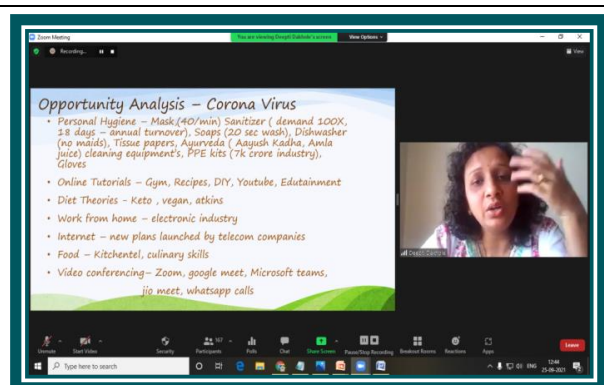 Zoom Meeting
You are viewing Deepti Sakhole's screen
View Options
Recording...
View
Opportunity Analysis – Corona Virus
• Personal Hygiene – Mask,(40/min) Sanitizer ( demand 100X,
18 days – annual turnover), Soaps (20 sec wash), Dishwasher
(no maids), Tissue papers, Ayurveda ( Aayush Kadha, Amla
juice) cleaning equipment's, PPE kits (7k crore industry),
Gloves
• Online Tutorials – Gym, Recipes, DIY, Youtube, Edutainment
• Diet Theories - Keto , vegan, atkins
• Work from home – electronic industry
• Internet – new plans launched by telecom companies
• Food – Kitchentel, culinary skills
• Video conferencing– Zoom, google meet, Microsoft teams,
jio meet, whatsapp calls
Unmute
Start Video
Security
Participants
167
Polls
Chat
Share Screen
Pause/Stop Recording
Breakout Rooms
Reactions
Apps
Leave
Type here to search
ENG
12:44
25-09-2021